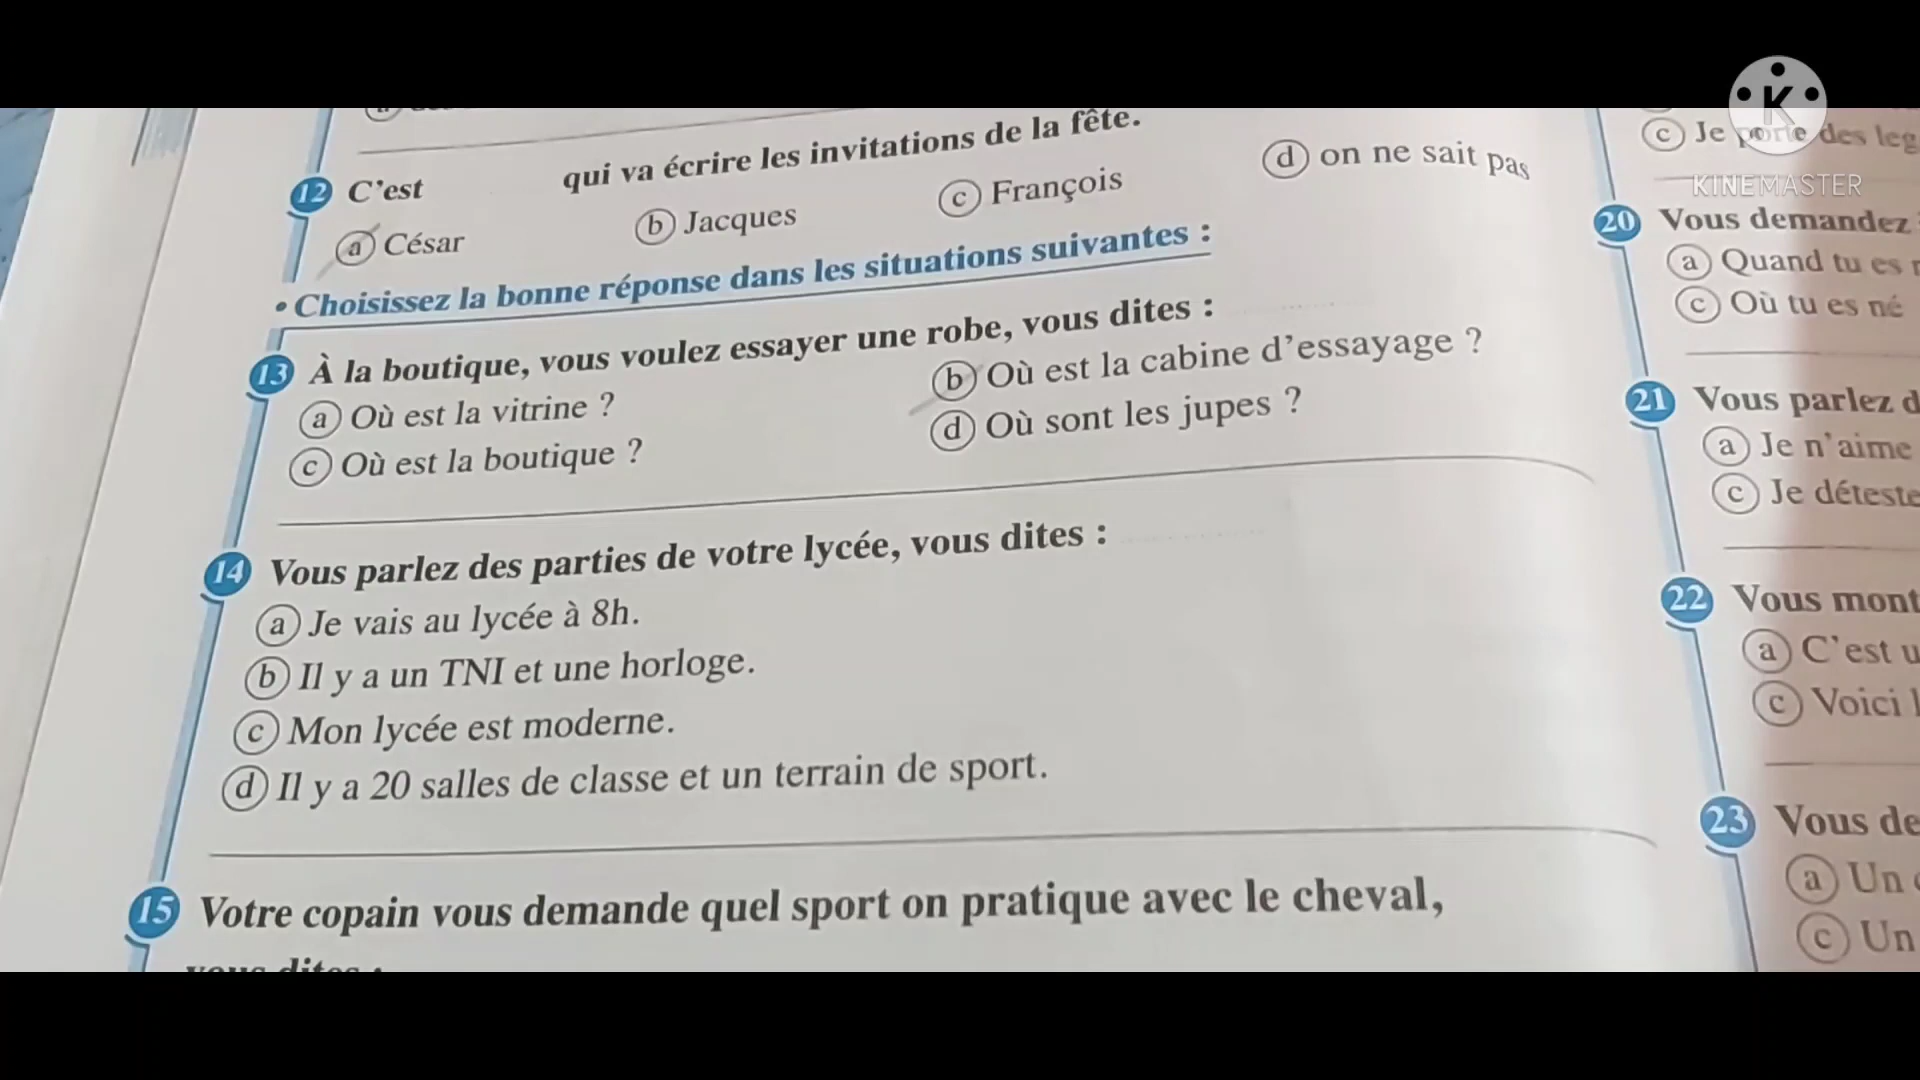 12 C'est qui va écrire les invitations de la fête.
a César b Jacques c François d on ne sait pas
• Choisissez la bonne réponse dans les situations suivantes :
13 À la boutique, vous voulez essayer une robe, vous dites :
a Où est la vitrine ? b Où est la cabine d'essayage ?
c Où est la boutique ? d Où sont les jupes ?
14 Vous parlez des parties de votre lycée, vous dites :
a Je vais au lycée à 8h.
b Il y a un TNI et une horloge.
c Mon lycée est moderne.
d Il y a 20 salles de classe et un terrain de sport.
15 Votre copain vous demande quel sport on pratique avec le cheval,
vous dites :
c Je porte des leg
20 Vous demandez
a Quand tu es
c Où tu es né
21 Vous parlez d
a Je n'aime
c Je déteste
22 Vous mont
a C'est u
c Voici l
23 Vous de
a Un
c Un
K
KINEMASTER